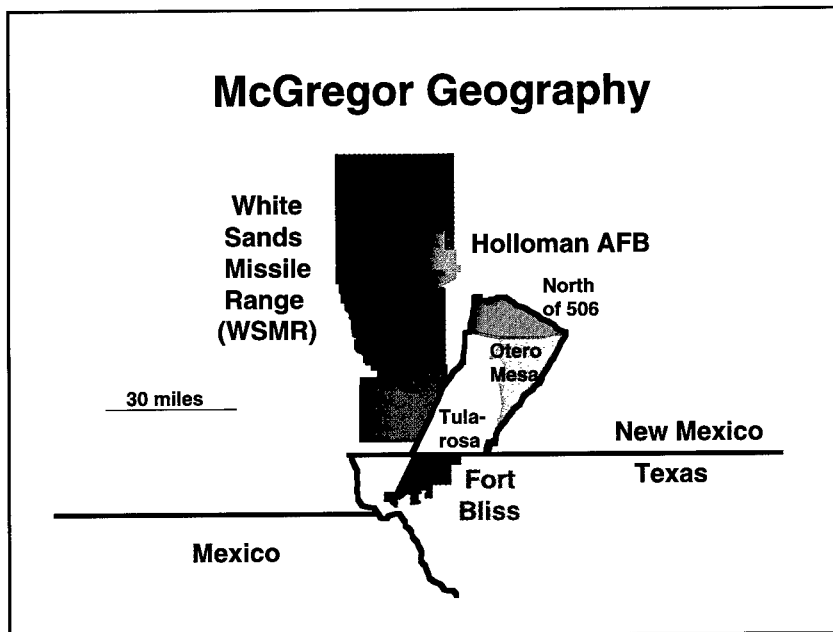 McGregor Geography
White
Sands
Missile
Range
(WSMR)
Holloman AFB
North
of 506
Otero
Mesa
30 miles
Tula-
rosa
New Mexico
Texas
Fort
Bliss
Mexico